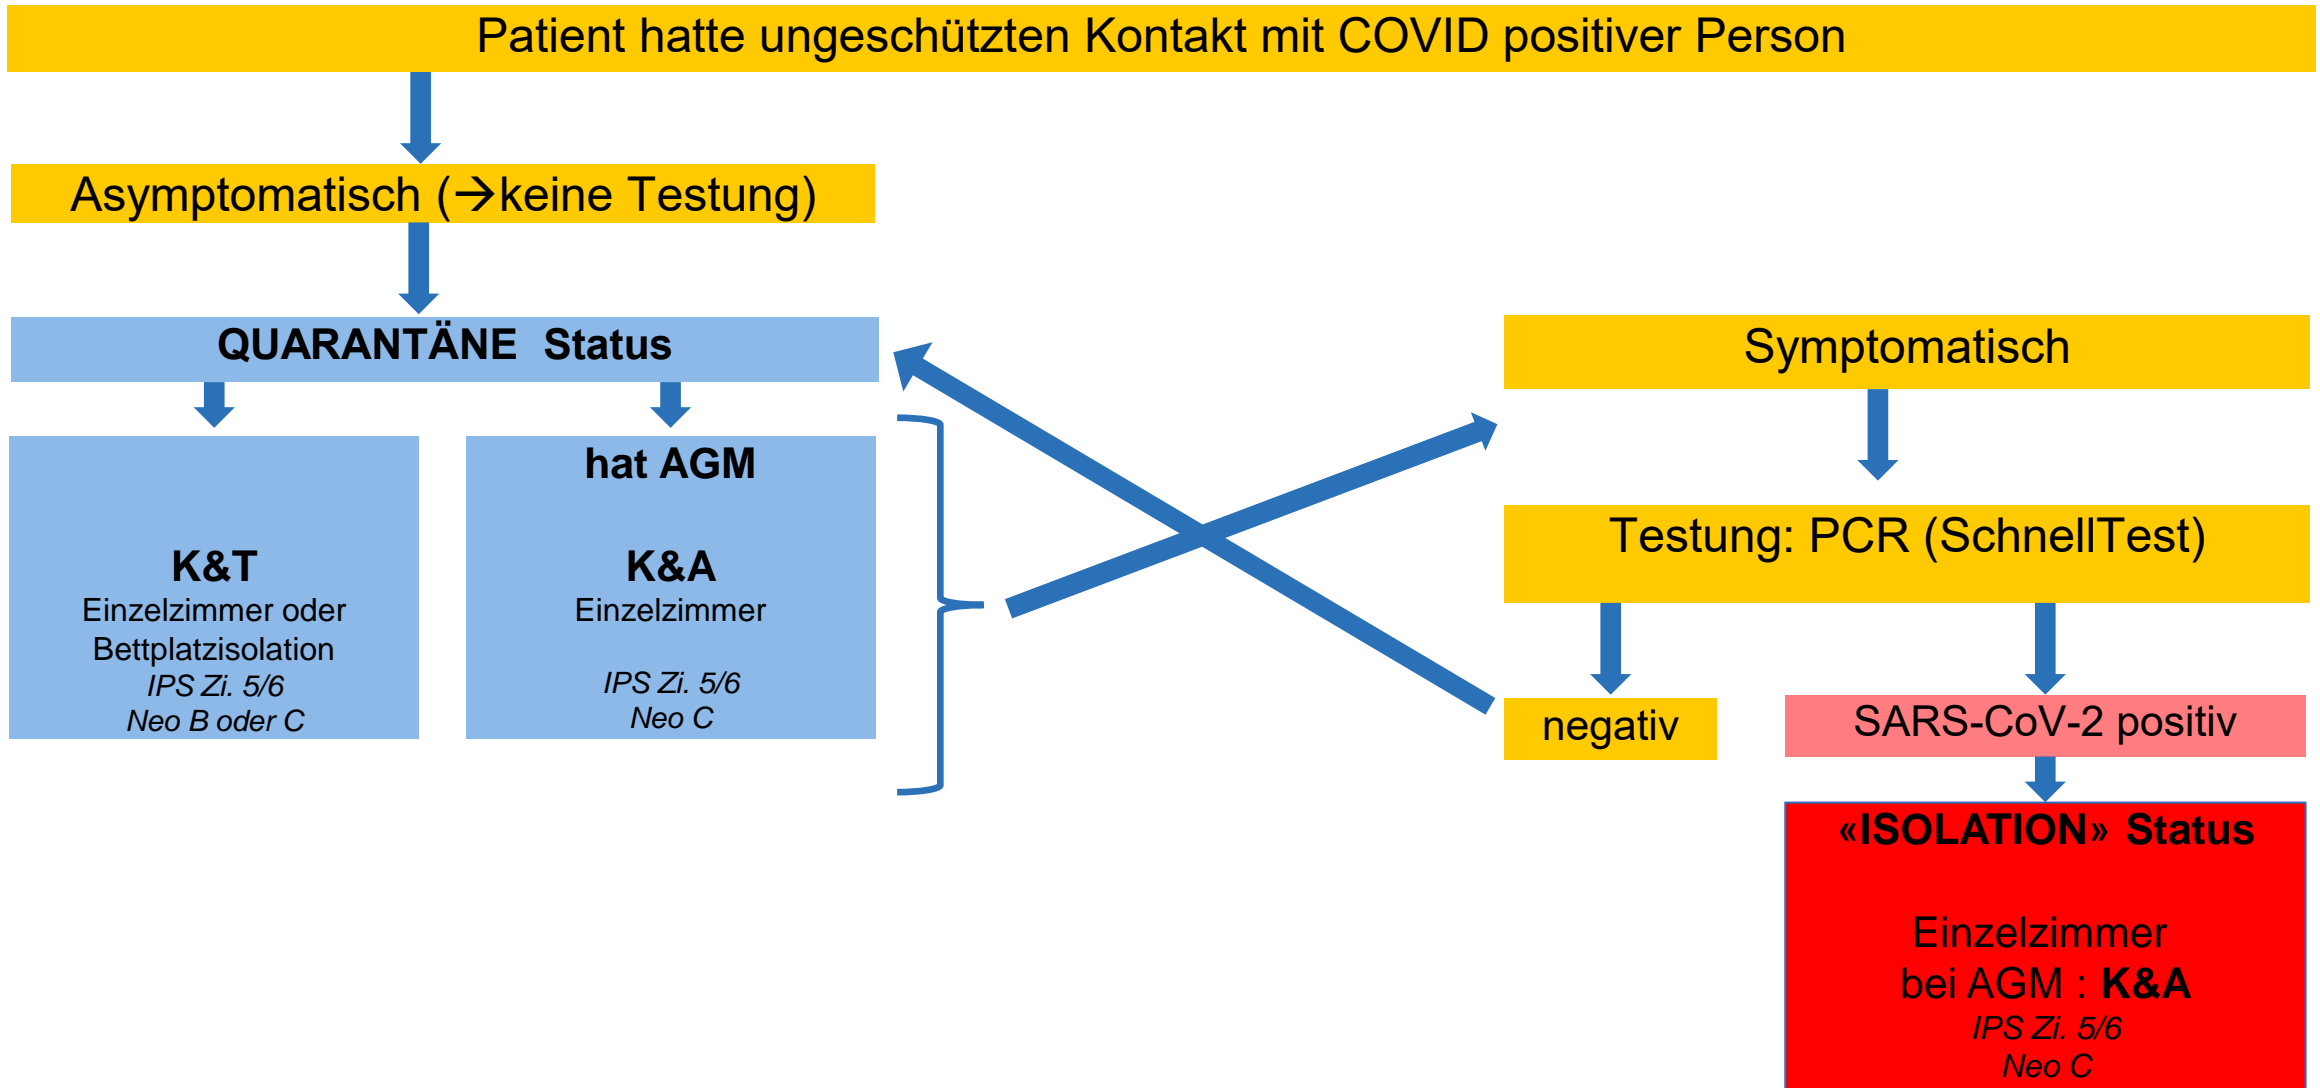 Patient hatte ungeschützten Kontakt mit COVID positiver Person
Asymptomatisch (→keine Testung)
QUARANTÄNE Status
K&T
Einzelzimmer oder
Bettplatzisolation
IPS Zi. 5/6
Neo B oder C
hat AGM
K&A
Einzelzimmer
IPS Zi. 5/6
Neo C
Symptomatisch
Testung: PCR (SchnellTest)
negativ
SARS-CoV-2 positiv
«ISOLATION» Status
Einzelzimmer
bei AGM : K&A
IPS Zi. 5/6
Neo C